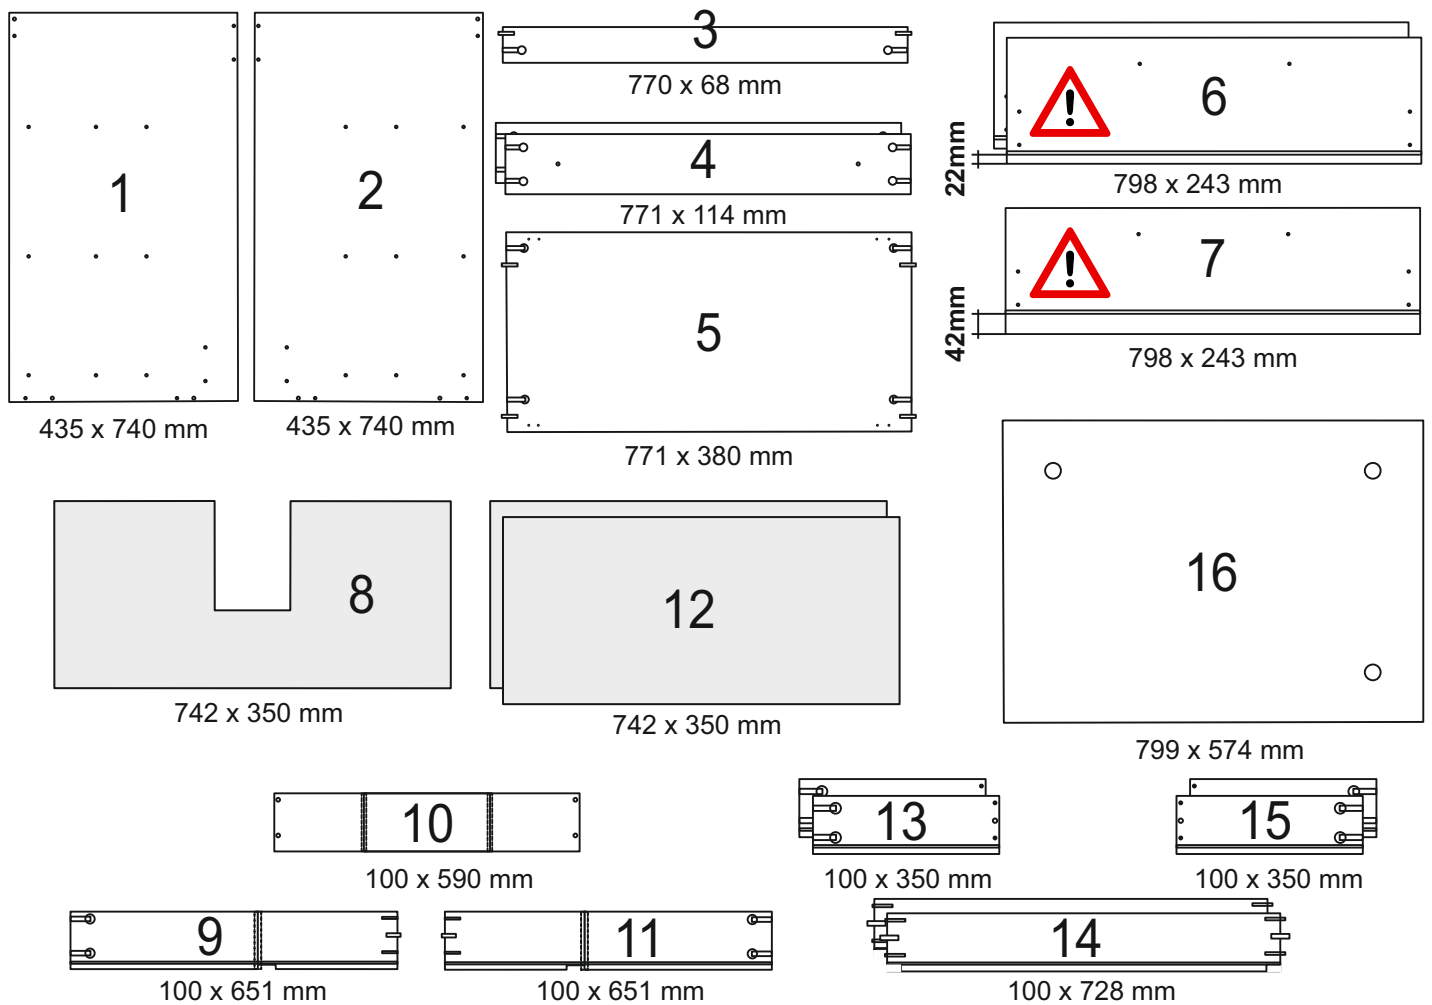 1
435 x 740 mm
2
435 x 740 mm
3
770 x 68 mm
4
771 x 114 mm
5
771 x 380 mm
6
22mm
798 x 243 mm
7
42mm
798 x 243 mm
8
742 x 350 mm
12
742 x 350 mm
16
799 x 574 mm
10
100 x 590 mm
13
100 x 350 mm
15
100 x 350 mm
9
100 x 651 mm
11
100 x 651 mm
14
100 x 728 mm